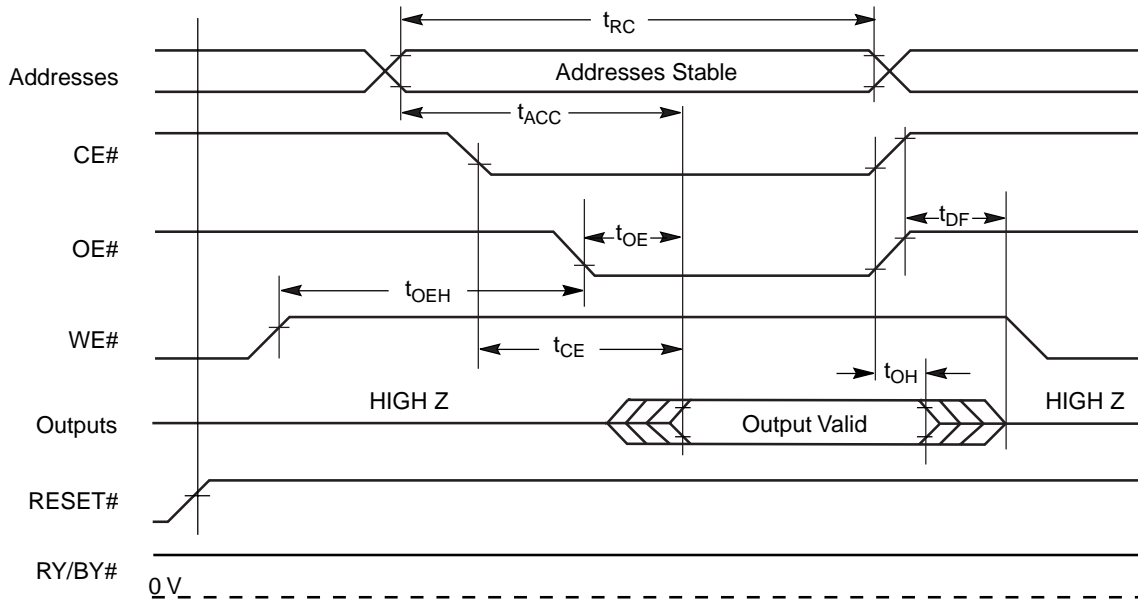 tRC
Addresses
Addresses Stable
tACC
CE#
tDF
OE#
tOE
tOEH
WE#
tCE
tOH
HIGH Z
HIGH Z
Outputs
Output Valid
RESET#
RY/BY#
0 V